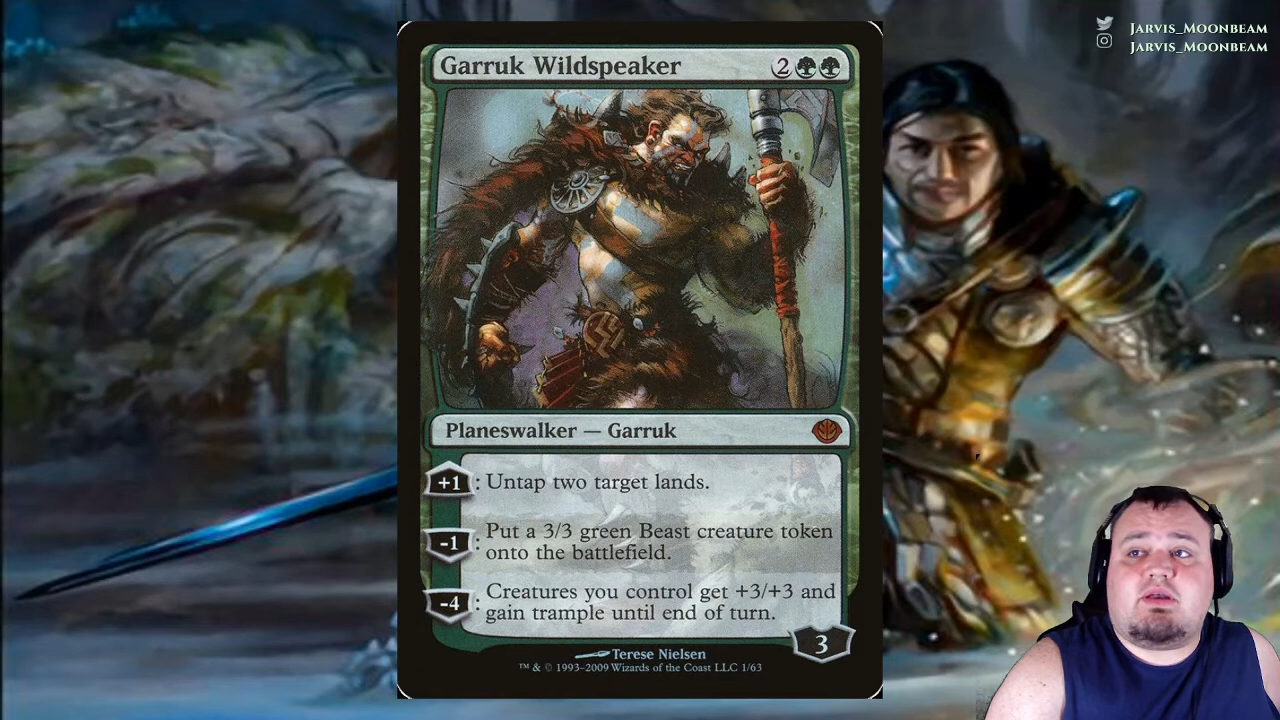 Jarvis_Moonbeam
Jarvis_Moonbeam
Garruk Wildspeaker 2
Planeswalker — Garruk
+1: Untap two target lands.
-1: Put a 3/3 green Beast creature token
onto the battlefield.
-4: Creatures you control get +3/+3 and
gain trample until end of turn.
3
Terese Nielsen
™ & © 1993–2009 Wizards of the Coast LLC 1/63